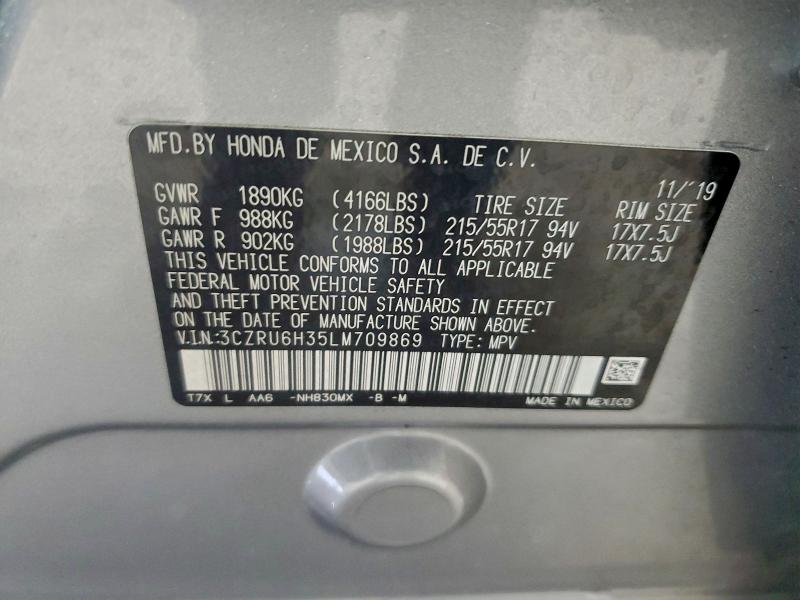 MFD.BY HONDA DE MEXICO S.A. DE C.V.
11/'19
GVWR 1890KG (4166LBS) TIRE SIZE RIM SIZE
GAWR F 988KG (2178LBS) 215/55R17 94V 17X7.5J
GAWR R 902KG (1988LBS) 215/55R17 94V 17X7.5J
THIS VEHICLE CONFORMS TO ALL APPLICABLE
FEDERAL MOTOR VEHICLE SAFETY
AND THEFT PREVENTION STANDARDS IN EFFECT
ON THE DATE OF MANUFACTURE SHOWN ABOVE.
V.I.N:3CZRU6H35LM709869 TYPE: MPV
T7X L AA6 -NH830MX -B -M MADE IN MEXICO